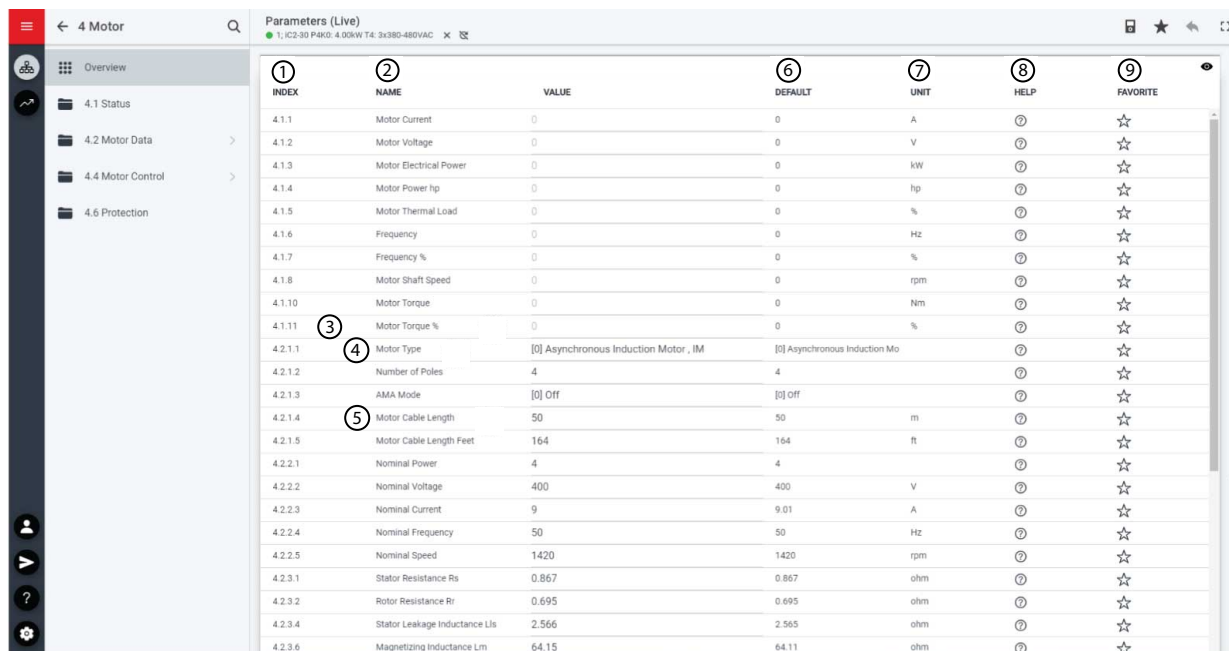 4 Motor
Parameters (Live)
1; iC2-30 P4K0: 4.00kW T4: 3x380-480VAC
Overview
4.1 Status
4.2 Motor Data
4.4 Motor Control
4.6 Protection
1 2 6 7 8 9
INDEX NAME VALUE DEFAULT UNIT HELP FAVORITE
4.1.1 Motor Current 0 0 A ?
4.1.2 Motor Voltage 0 0 V ?
4.1.3 Motor Electrical Power 0 0 kW ?
4.1.4 Motor Power hp 0 0 hp ?
4.1.5 Motor Thermal Load 0 0 % ?
4.1.6 Frequency 0 0 Hz ?
4.1.7 Frequency % 0 0 % ?
4.1.8 Motor Shaft Speed 0 0 rpm ?
4.1.10 Motor Torque 0 0 Nm ?
4.1.11 3 Motor Torque % 0 0 % ?
4.2.1.1 4 Motor Type [0] Asynchronous Induction Motor , IM [0] Asynchronous Induction Mo ?
4.2.1.2 Number of Poles 4 4 ?
4.2.1.3 AMA Mode [0] Off [0] Off ?
4.2.1.4 5 Motor Cable Length 50 50 m ?
4.2.1.5 Motor Cable Length Feet 164 164 ft ?
4.2.2.1 Nominal Power 4 4 ?
4.2.2.2 Nominal Voltage 400 400 V ?
4.2.2.3 Nominal Current 9 9.01 A ?
4.2.2.4 Nominal Frequency 50 50 Hz ?
4.2.2.5 Nominal Speed 1420 1420 rpm ?
4.2.3.1 Stator Resistance Rs 0.867 0.867 ohm ?
4.2.3.2 Rotor Resistance Rr 0.695 0.695 ohm ?
4.2.3.4 Stator Leakage Inductance Lls 2.566 2.565 ohm ?
4.2.3.6 Magnetizing Inductance Lm 64.15 64.11 ohm ?
?